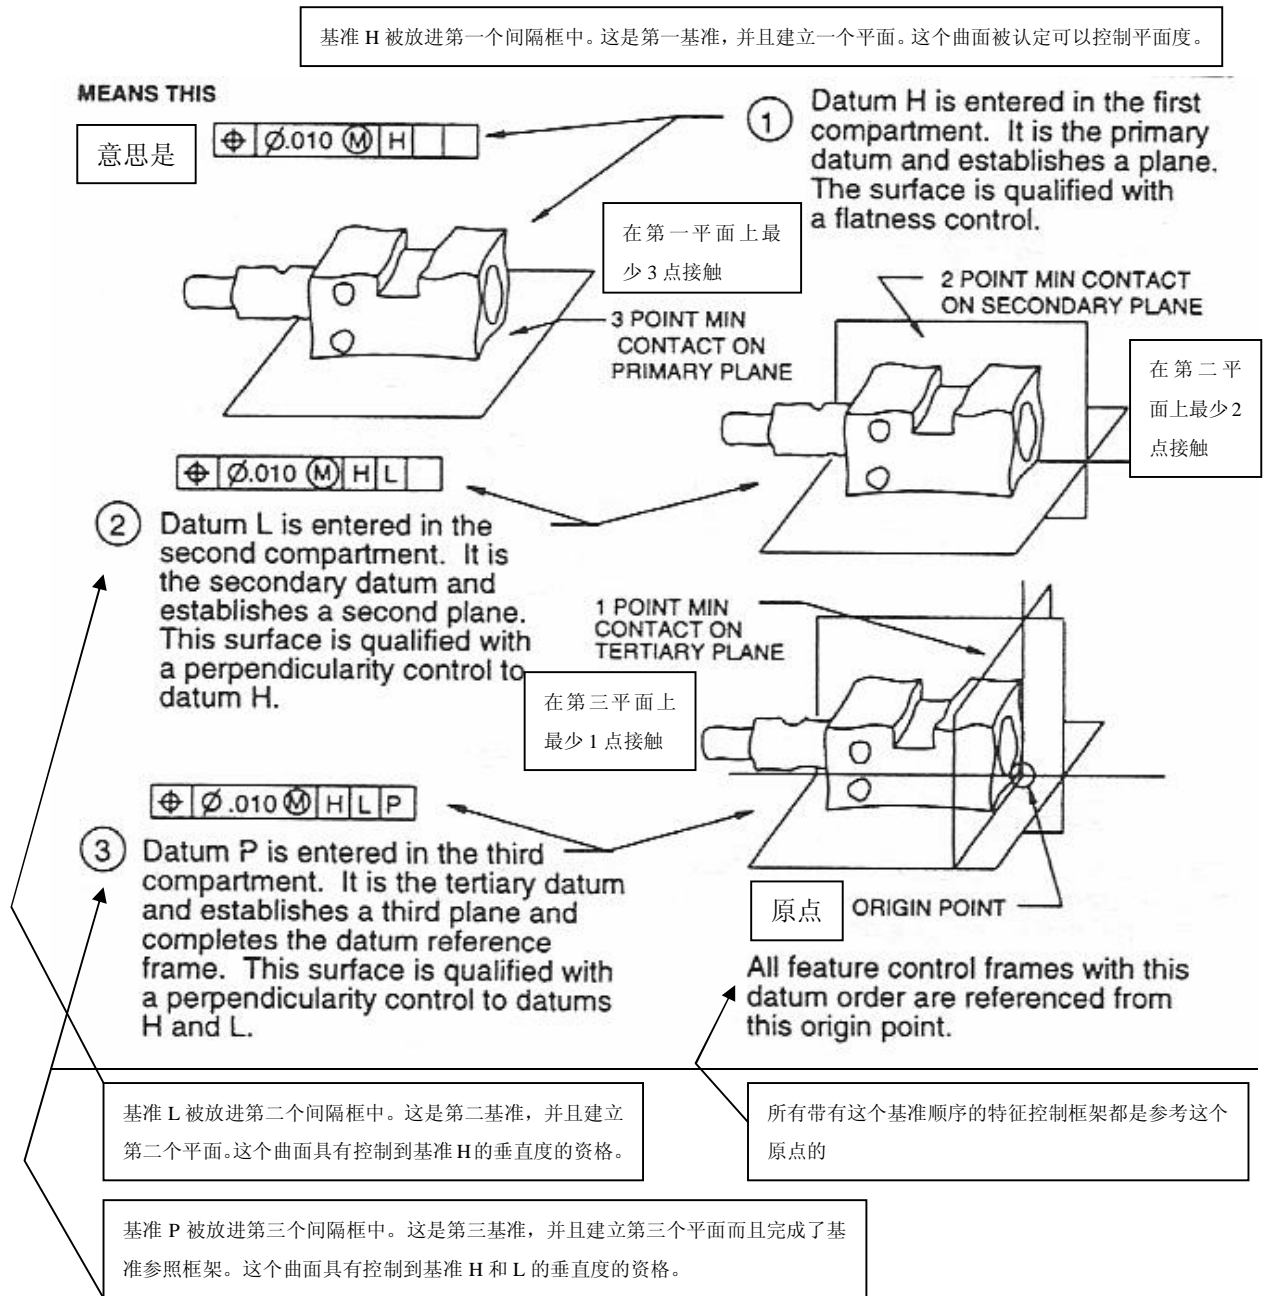 基准 H 被放进第一个间隔框中。这是第一基准，并且建立一个平面。这个曲面被认定可以控制平面度。
MEANS THIS
意思是
⌖ Ø.010 Ⓜ H
1
Datum H is entered in the first
compartment. It is the primary
datum and establishes a plane.
The surface is qualified with
a flatness control.
在第一平面上最
少 3 点接触
3 POINT MIN
CONTACT ON
PRIMARY PLANE
2 POINT MIN CONTACT
ON SECONDARY PLANE
在第二平
面上最少 2
点接触
⌖ Ø.010 Ⓜ H L
2
Datum L is entered in the
second compartment. It is
the secondary datum and
establishes a second plane.
This surface is qualified with
a perpendicularity control to
datum H.
1 POINT MIN
CONTACT ON
TERTIARY PLANE
在第三平面上
最少 1 点接触
⌖ Ø.010 Ⓜ H L P
3
Datum P is entered in the third
compartment. It is the tertiary datum
and establishes a third plane and
completes the datum reference
frame. This surface is qualified with
a perpendicularity control to datums
H and L.
原点
ORIGIN POINT
All feature control frames with this
datum order are referenced from
this origin point.
基准 L 被放进第二个间隔框中。这是第二基准，并且建立
第二个平面。这个曲面具有控制到基准 H 的垂直度的资格。
所有带有这个基准顺序的特征控制框架都是参考这个
原点的
基准 P 被放进第三个间隔框中。这是第三基准，并且建立第三个平面而且完成了基
准参照框架。这个曲面具有控制到基准 H 和 L 的垂直度的资格。